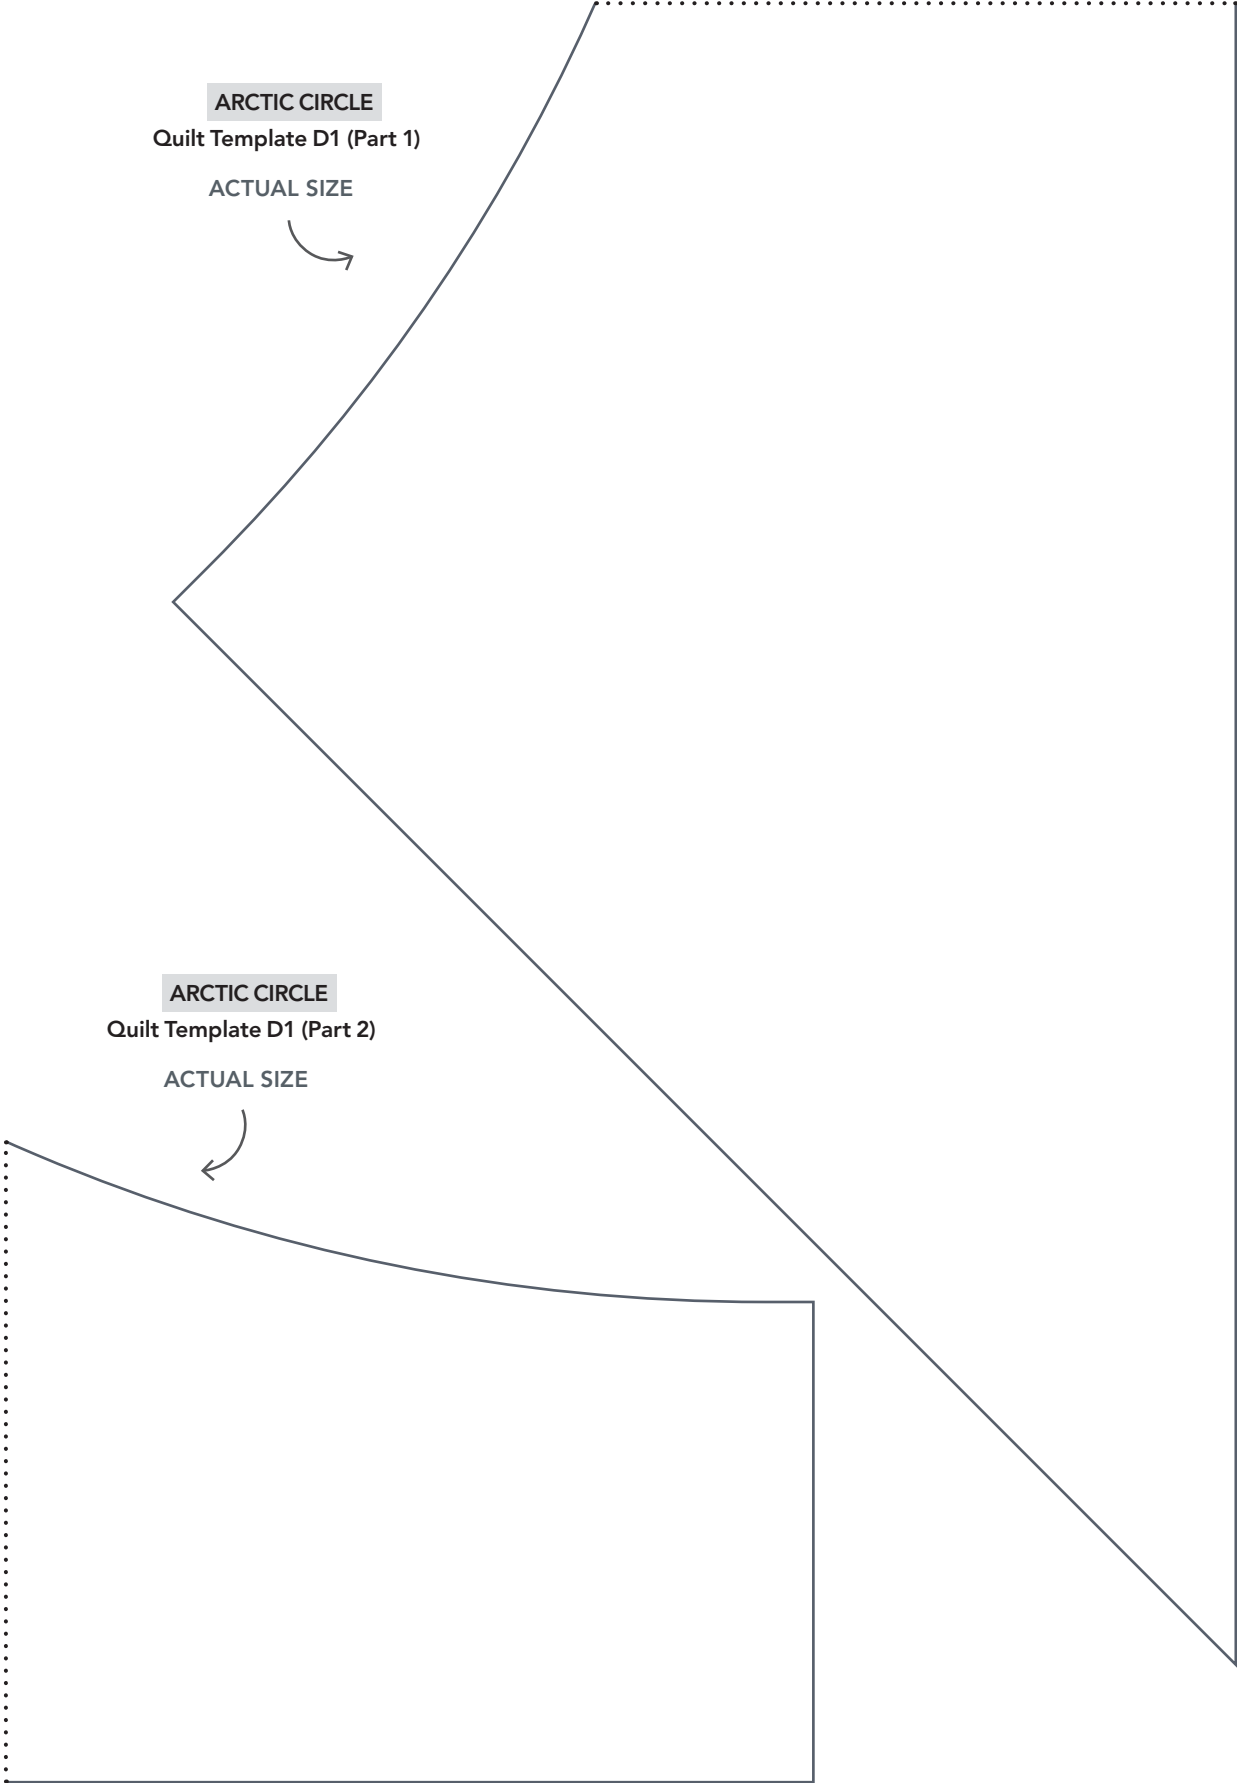 ARCTIC CIRCLE
Quilt Template D1 (Part 1)
ACTUAL SIZE
ARCTIC CIRCLE
Quilt Template D1 (Part 2)
ACTUAL SIZE